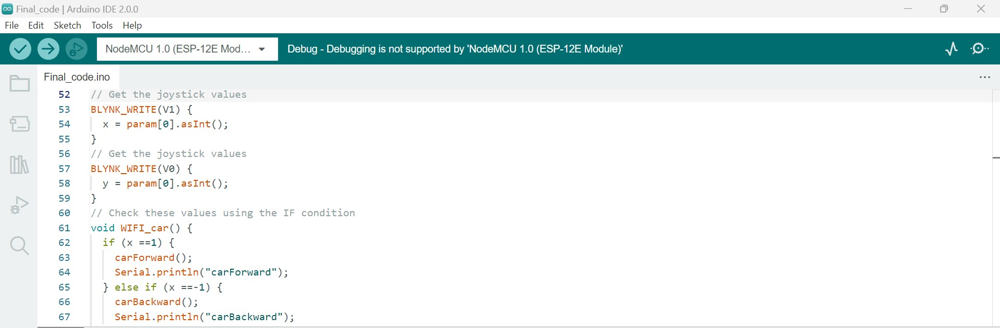 Final_code | Arduino IDE 2.0.0
File Edit Sketch Tools Help
NodeMCU 1.0 (ESP-12E Mod... Debug - Debugging is not supported by 'NodeMCU 1.0 (ESP-12E Module)'
Final_code.ino
52 // Get the joystick values
53 BLYNK_WRITE(V1) {
54 x = param[0].asInt();
55 }
56 // Get the joystick values
57 BLYNK_WRITE(V0) {
58 y = param[0].asInt();
59 }
60 // Check these values using the IF condition
61 void WIFI_car() {
62 if (x ==1) {
63 carForward();
64 Serial.println("carForward");
65 } else if (x ==-1) {
66 carBackward();
67 Serial.println("carBackward");